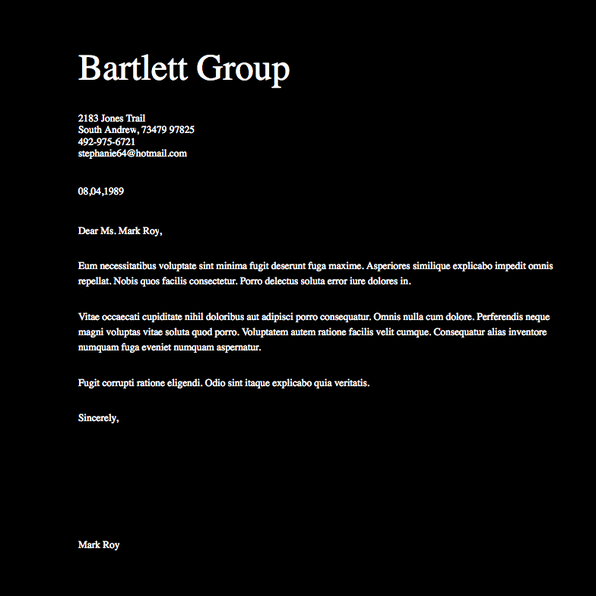 Bartlett Group
2183 Jones Trail
South Andrew, 73479 97825
492-975-6721
stephanie64@hotmail.com
08,04,1989
Dear Ms. Mark Roy,
Eum necessitatibus voluptate sint minima fugit deserunt fuga maxime. Asperiores similique explicabo impedit omnis
repellat. Nobis quos facilis consectetur. Porro delectus soluta error iure dolores in.
Vitae occaecati cupiditate nihil doloribus aut adipisci porro consequatur. Omnis nulla cum dolore. Perferendis neque
magni voluptas vitae soluta quod porro. Voluptatem autem ratione facilis velit cumque. Consequatur alias inventore
numquam fuga eveniet numquam aspernatur.
Fugit corrupti ratione eligendi. Odio sint itaque explicabo quia veritatis.
Sincerely,
Mark Roy